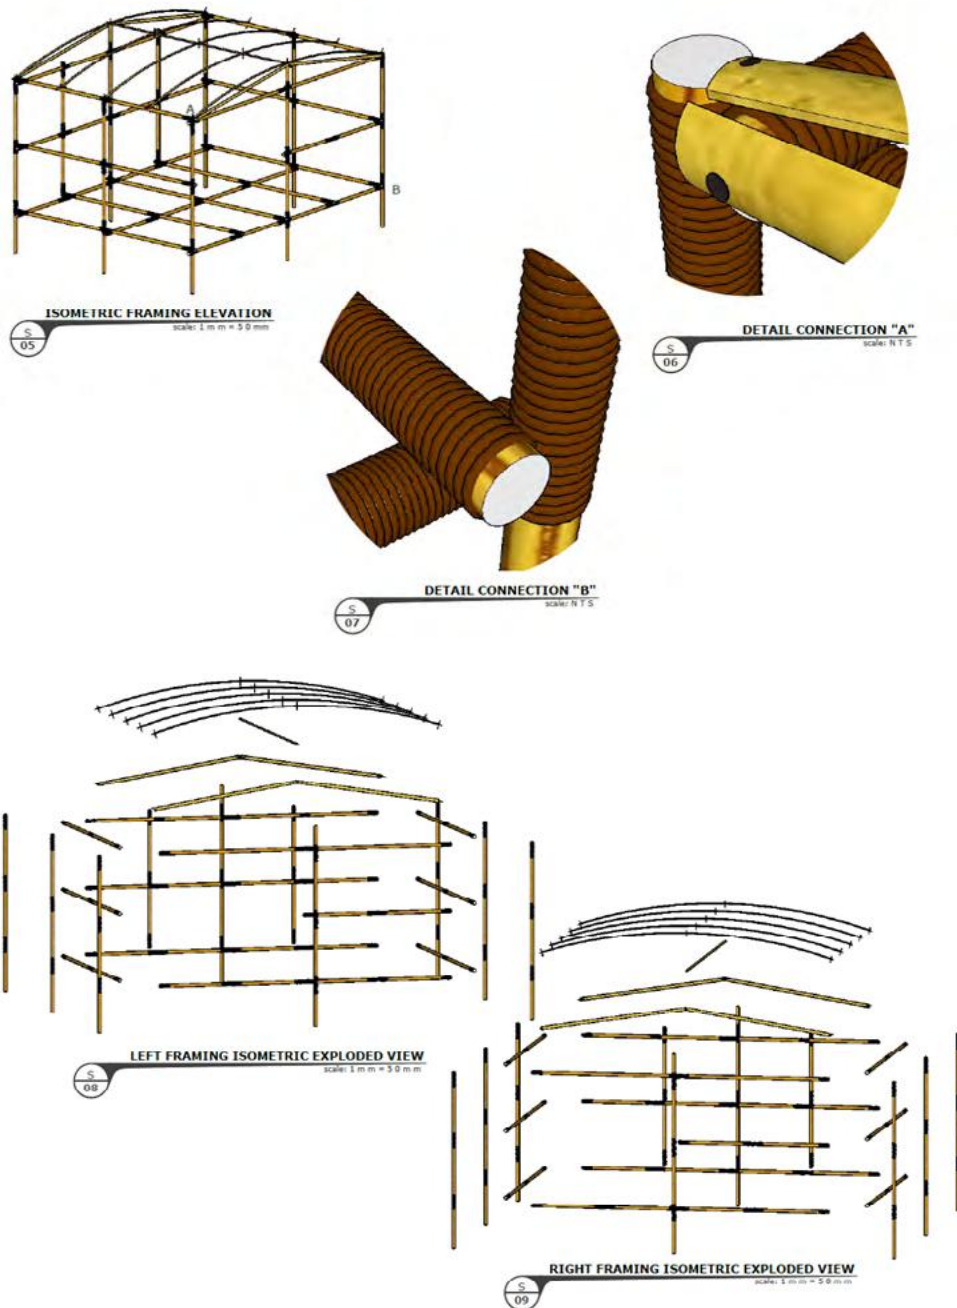 A
B
ISOMETRIC FRAMING ELEVATION
scale: 1 m m = 5 0 mm
S
05
DETAIL CONNECTION "A"
scale: N T S
S
06
DETAIL CONNECTION "B"
scale: N T S
S
07
LEFT FRAMING ISOMETRIC EXPLODED VIEW
scale: 1 m m = 5 0 m m
S
08
RIGHT FRAMING ISOMETRIC EXPLODED VIEW
scale: 1 m m = 5 0 m m
S
09